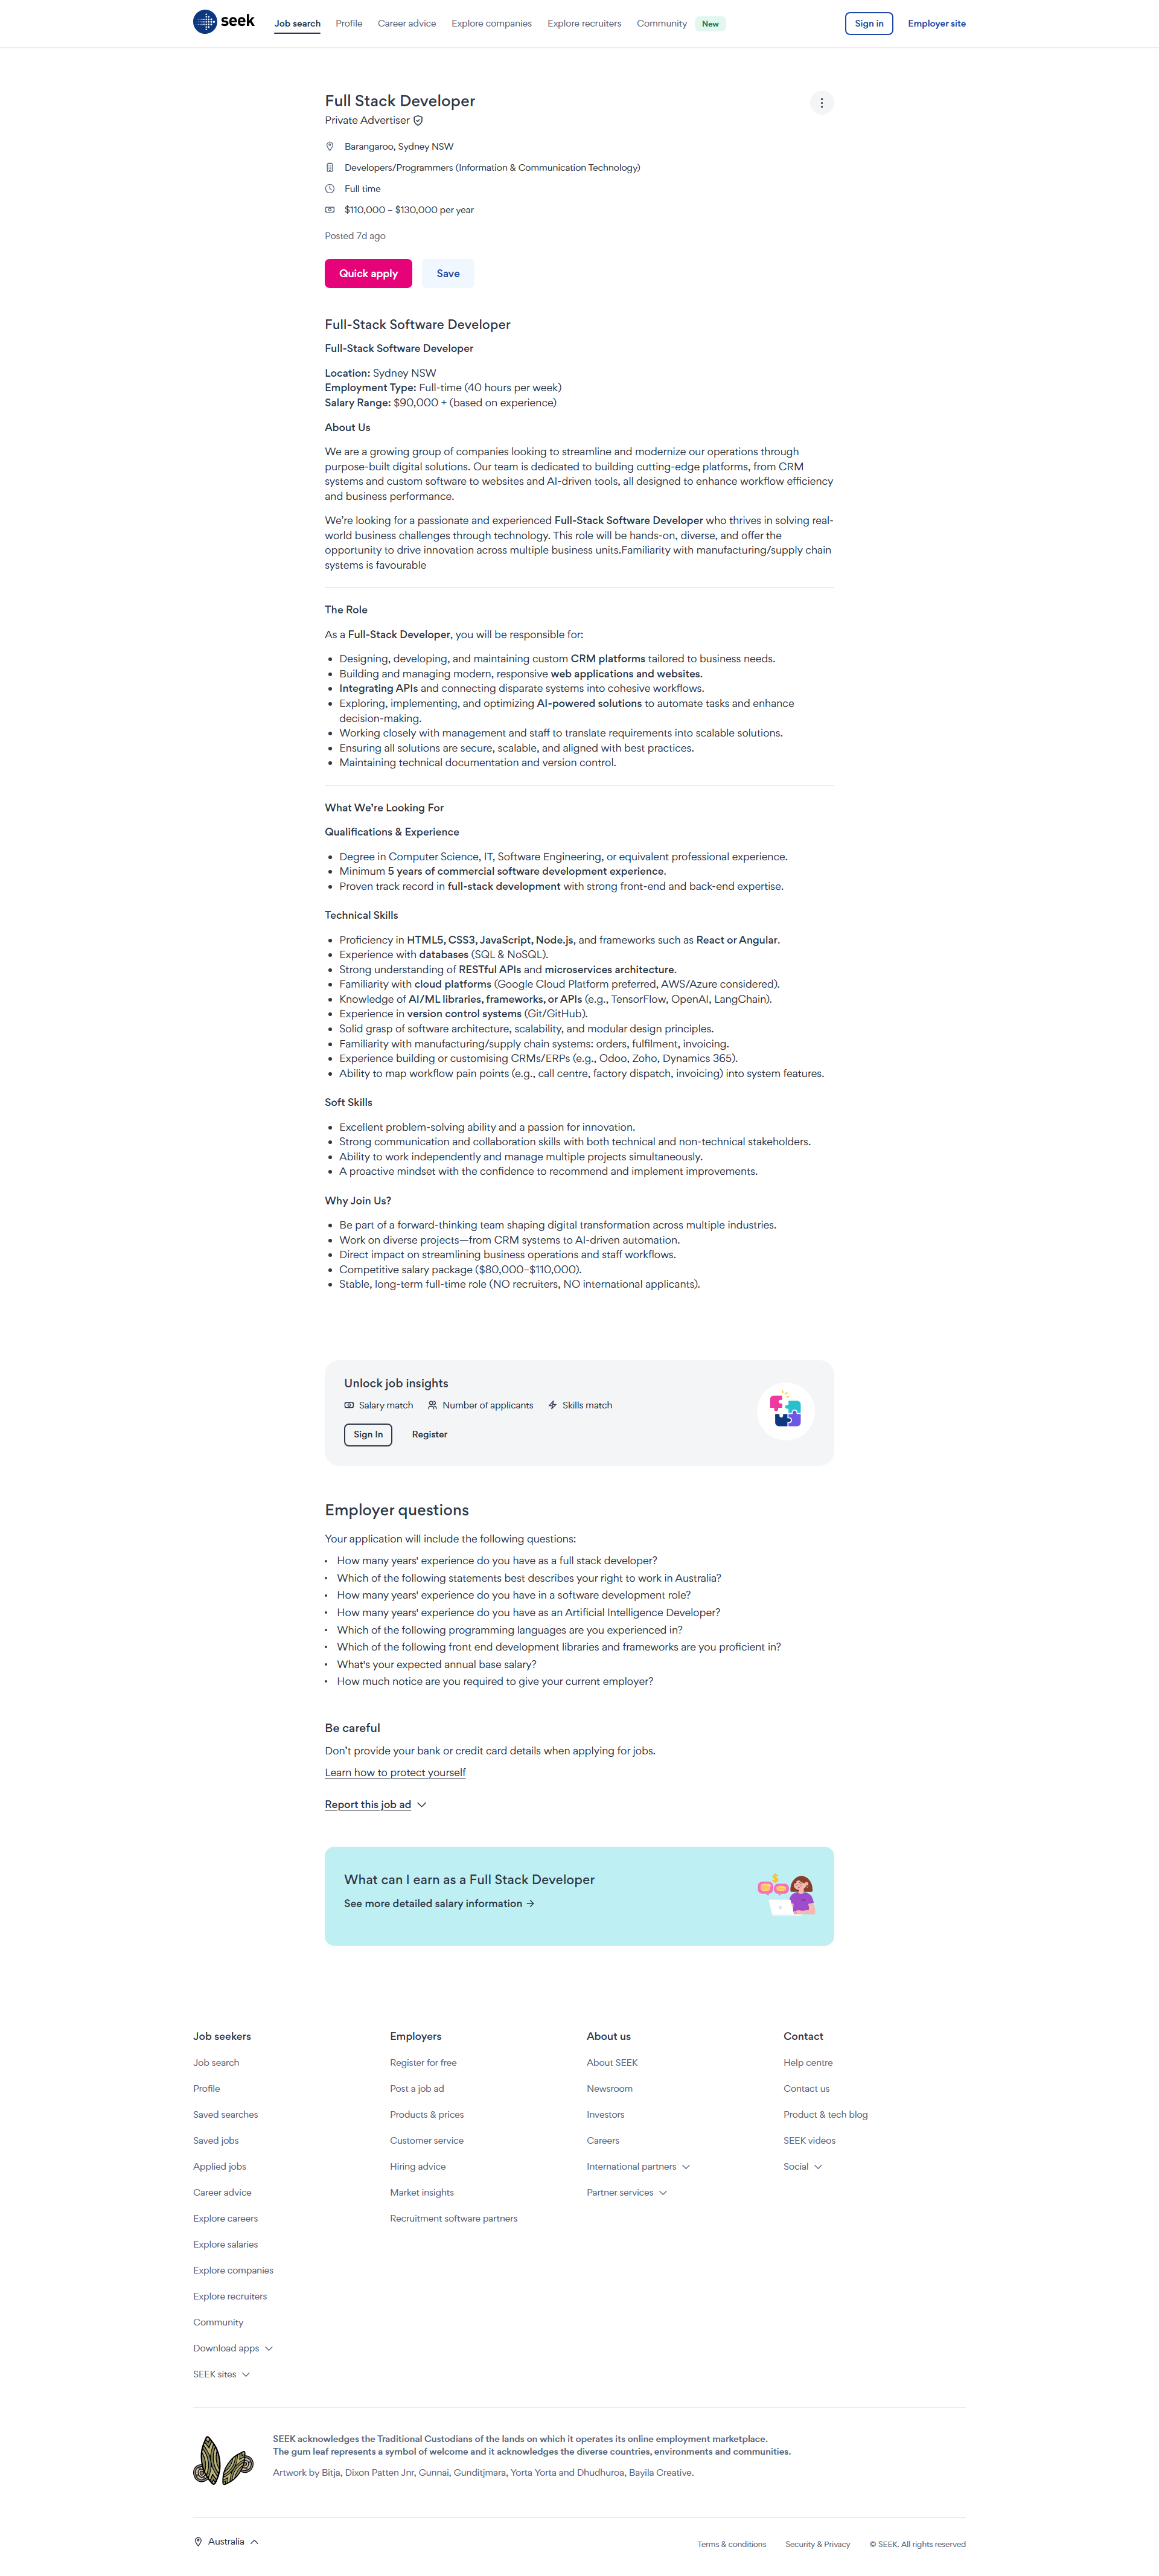 seek
Job search
Profile
Career advice
Explore companies
Explore recruiters
Community
New
Sign in
Employer site
Full Stack Developer
Private Advertiser
Barangaroo, Sydney NSW
Developers/Programmers (Information & Communication Technology)
Full time
$110,000 – $130,000 per year
Posted 7d ago
Quick apply
Save
Full-Stack Software Developer
Full-Stack Software Developer
Location: Sydney NSW
Employment Type: Full-time (40 hours per week)
Salary Range: $90,000 + (based on experience)
About Us
We are a growing group of companies looking to streamline and modernize our operations through
purpose-built digital solutions. Our team is dedicated to building cutting-edge platforms, from CRM
systems and custom software to websites and AI-driven tools, all designed to enhance workflow efficiency
and business performance.
We're looking for a passionate and experienced Full-Stack Software Developer who thrives in solving real-
world business challenges through technology. This role will be hands-on, diverse, and offer the
opportunity to drive innovation across multiple business units.Familiarity with manufacturing/supply chain
systems is favourable
The Role
As a Full-Stack Developer, you will be responsible for:
• Designing, developing, and maintaining custom CRM platforms tailored to business needs.
• Building and managing modern, responsive web applications and websites.
• Integrating APIs and connecting disparate systems into cohesive workflows.
• Exploring, implementing, and optimizing AI-powered solutions to automate tasks and enhance
decision-making.
• Working closely with management and staff to translate requirements into scalable solutions.
• Ensuring all solutions are secure, scalable, and aligned with best practices.
• Maintaining technical documentation and version control.
What We're Looking For
Qualifications & Experience
• Degree in Computer Science, IT, Software Engineering, or equivalent professional experience.
• Minimum 5 years of commercial software development experience.
• Proven track record in full-stack development with strong front-end and back-end expertise.
Technical Skills
• Proficiency in HTML5, CSS3, JavaScript, Node.js, and frameworks such as React or Angular.
• Experience with databases (SQL & NoSQL).
• Strong understanding of RESTful APIs and microservices architecture.
• Familiarity with cloud platforms (Google Cloud Platform preferred, AWS/Azure considered).
• Knowledge of AI/ML libraries, frameworks, or APIs (e.g., TensorFlow, OpenAI, LangChain).
• Experience in version control systems (Git/GitHub).
• Solid grasp of software architecture, scalability, and modular design principles.
• Familiarity with manufacturing/supply chain systems: orders, fulfilment, invoicing.
• Experience building or customising CRMs/ERPs (e.g., Odoo, Zoho, Dynamics 365).
• Ability to map workflow pain points (e.g., call centre, factory dispatch, invoicing) into system features.
Soft Skills
• Excellent problem-solving ability and a passion for innovation.
• Strong communication and collaboration skills with both technical and non-technical stakeholders.
• Ability to work independently and manage multiple projects simultaneously.
• A proactive mindset with the confidence to recommend and implement improvements.
Why Join Us?
• Be part of a forward-thinking team shaping digital transformation across multiple industries.
• Work on diverse projects—from CRM systems to AI-driven automation.
• Direct impact on streamlining business operations and staff workflows.
• Competitive salary package ($80,000–$110,000).
• Stable, long-term full-time role (NO recruiters, NO international applicants).
Unlock job insights
Salary match
Number of applicants
Skills match
Sign In
Register
Employer questions
Your application will include the following questions:
• How many years' experience do you have as a full stack developer?
• Which of the following statements best describes your right to work in Australia?
• How many years' experience do you have in a software development role?
• How many years' experience do you have as an Artificial Intelligence Developer?
• Which of the following programming languages are you experienced in?
• Which of the following front end development libraries and frameworks are you proficient in?
• What's your expected annual base salary?
• How much notice are you required to give your current employer?
Be careful
Don't provide your bank or credit card details when applying for jobs.
Learn how to protect yourself
Report this job ad
What can I earn as a Full Stack Developer
See more detailed salary information →
Job seekers
Job search
Profile
Saved searches
Saved jobs
Applied jobs
Career advice
Explore careers
Explore salaries
Explore companies
Explore recruiters
Community
Download apps
SEEK sites
Employers
Register for free
Post a job ad
Products & prices
Customer service
Hiring advice
Market insights
Recruitment software partners
About us
About SEEK
Newsroom
Investors
Careers
International partners
Partner services
Contact
Help centre
Contact us
Product & tech blog
SEEK videos
Social
SEEK acknowledges the Traditional Custodians of the lands on which it operates its online employment marketplace.
The gum leaf represents a symbol of welcome and it acknowledges the diverse countries, environments and communities.
Artwork by Bitja, Dixon Patten Jnr, Gunnai, Gunditjmara, Yorta Yorta and Dhudhuroa, Bayila Creative.
Australia
Terms & conditions
Security & Privacy
© SEEK. All rights reserved